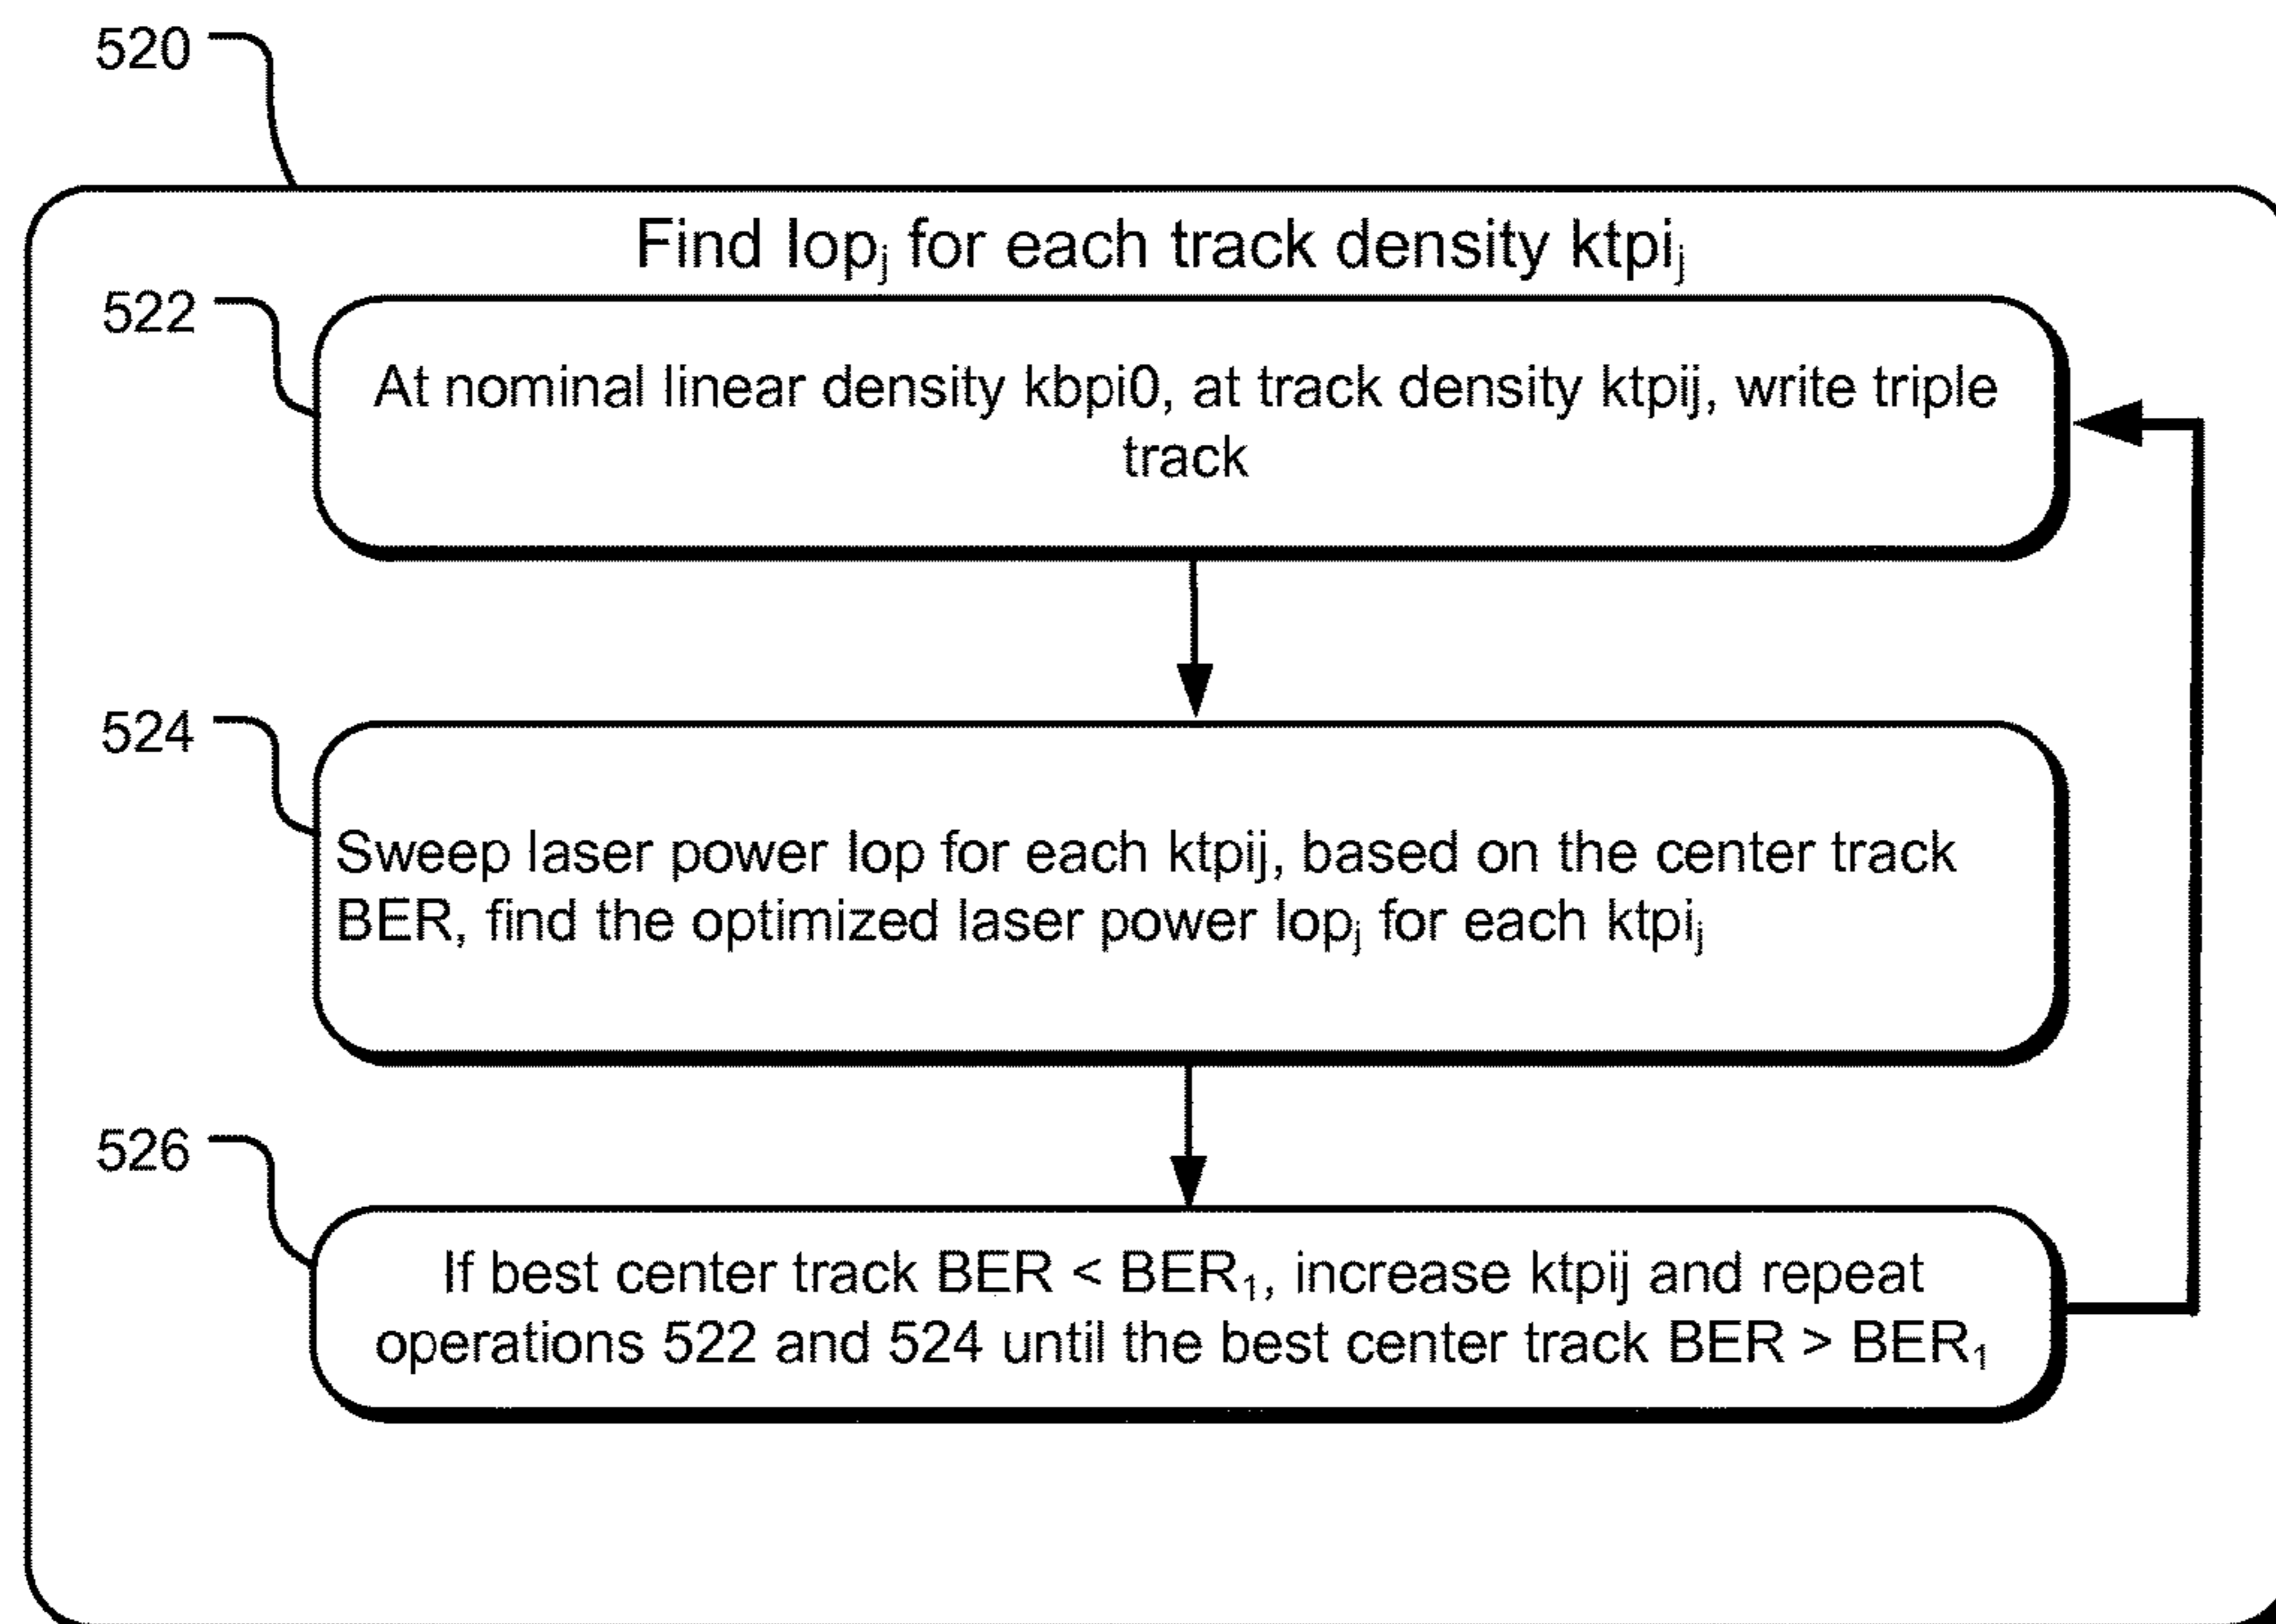 520
Find Iopⱼ for each track density ktpiⱼ
522
At nominal linear density kbpi0, at track density ktpij, write triple
track
524
Sweep laser power Iop for each ktpij, based on the center track
BER, find the optimized laser power Iopⱼ for each ktpiⱼ
526
If best center track BER < BER₁, increase ktpij and repeat
operations 522 and 524 until the best center track BER > BER₁